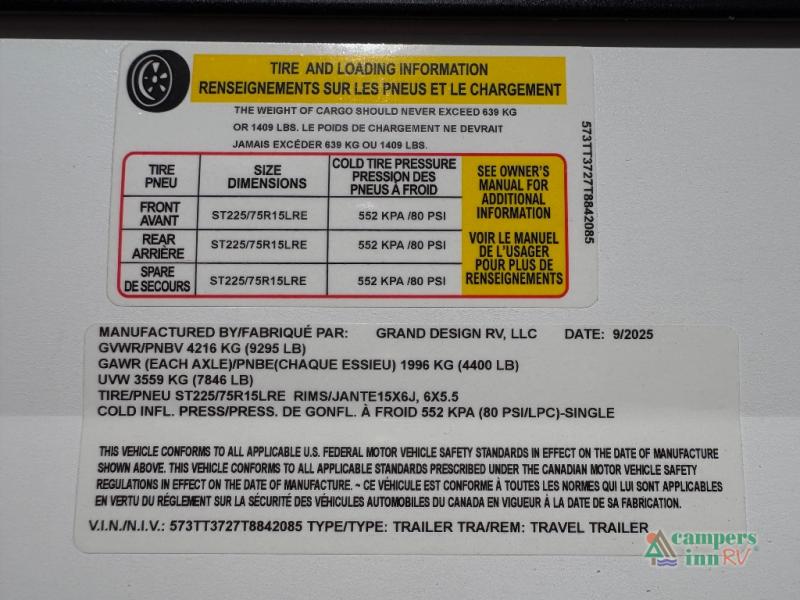 TIRE AND LOADING INFORMATION
RENSEIGNEMENTS SUR LES PNEUS ET LE CHARGEMENT
THE WEIGHT OF CARGO SHOULD NEVER EXCEED 639 KG
OR 1409 LBS. LE POIDS DE CHARGEMENT NE DEVRAIT
JAMAIS EXCÉDER 639 KG OU 1409 LBS.
TIRE
PNEU
SIZE
DIMENSIONS
COLD TIRE PRESSURE
PRESSION DES
PNEUS À FROID
FRONT
AVANT
ST225/75R15LRE
552 KPA /80 PSI
REAR
ARRIÈRE
ST225/75R15LRE
552 KPA /80 PSI
SPARE
DE SECOURS
ST225/75R15LRE
552 KPA /80 PSI
SEE OWNER'S
MANUAL FOR
ADDITIONAL
INFORMATION
VOIR LE MANUEL
DE L'USAGER
POUR PLUS DE
RENSEIGNEMENTS
573TT3727T8842085
MANUFACTURED BY/FABRIQUÉ PAR: GRAND DESIGN RV, LLC DATE: 9/2025
GVWR/PNBV 4216 KG (9295 LB)
GAWR (EACH AXLE)/PNBE(CHAQUE ESSIEU) 1996 KG (4400 LB)
UVW 3559 KG (7846 LB)
TIRE/PNEU ST225/75R15LRE RIMS/JANTE15X6J, 6X5.5
COLD INFL. PRESS/PRESS. DE GONFL. À FROID 552 KPA (80 PSI/LPC)-SINGLE
THIS VEHICLE CONFORMS TO ALL APPLICABLE U.S. FEDERAL MOTOR VEHICLE SAFETY STANDARDS IN EFFECT ON THE DATE OF MANUFACTURE
SHOWN ABOVE. THIS VEHICLE CONFORMS TO ALL APPLICABLE STANDARDS PRESCRIBED UNDER THE CANADIAN MOTOR VEHICLE SAFETY
REGULATIONS IN EFFECT ON THE DATE OF MANUFACTURE. ~ CE VÉHICULE EST CONFORME À TOUTES LES NORMES QUI LUI SONT APPLICABLES
EN VERTU DU RÉGLEMENT SUR LA SÉCURITÉ DES VÉHICULES AUTOMOBILES DU CANADA EN VIGUEUR À LA DATE DE SA FABRICATION.
V.I.N./N.I.V.: 573TT3727T8842085 TYPE/TYPE: TRAILER TRA/REM: TRAVEL TRAILER
campers
inn RV